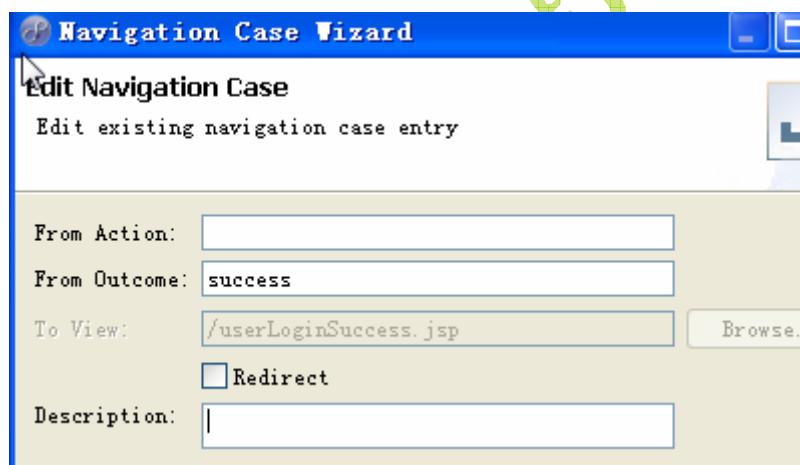 Navigation Case Wizard
Edit Navigation Case
Edit existing navigation case entry
From Action:
From Outcome: success
To View: /userLoginSuccess.jsp Browse.
Redirect
Description: